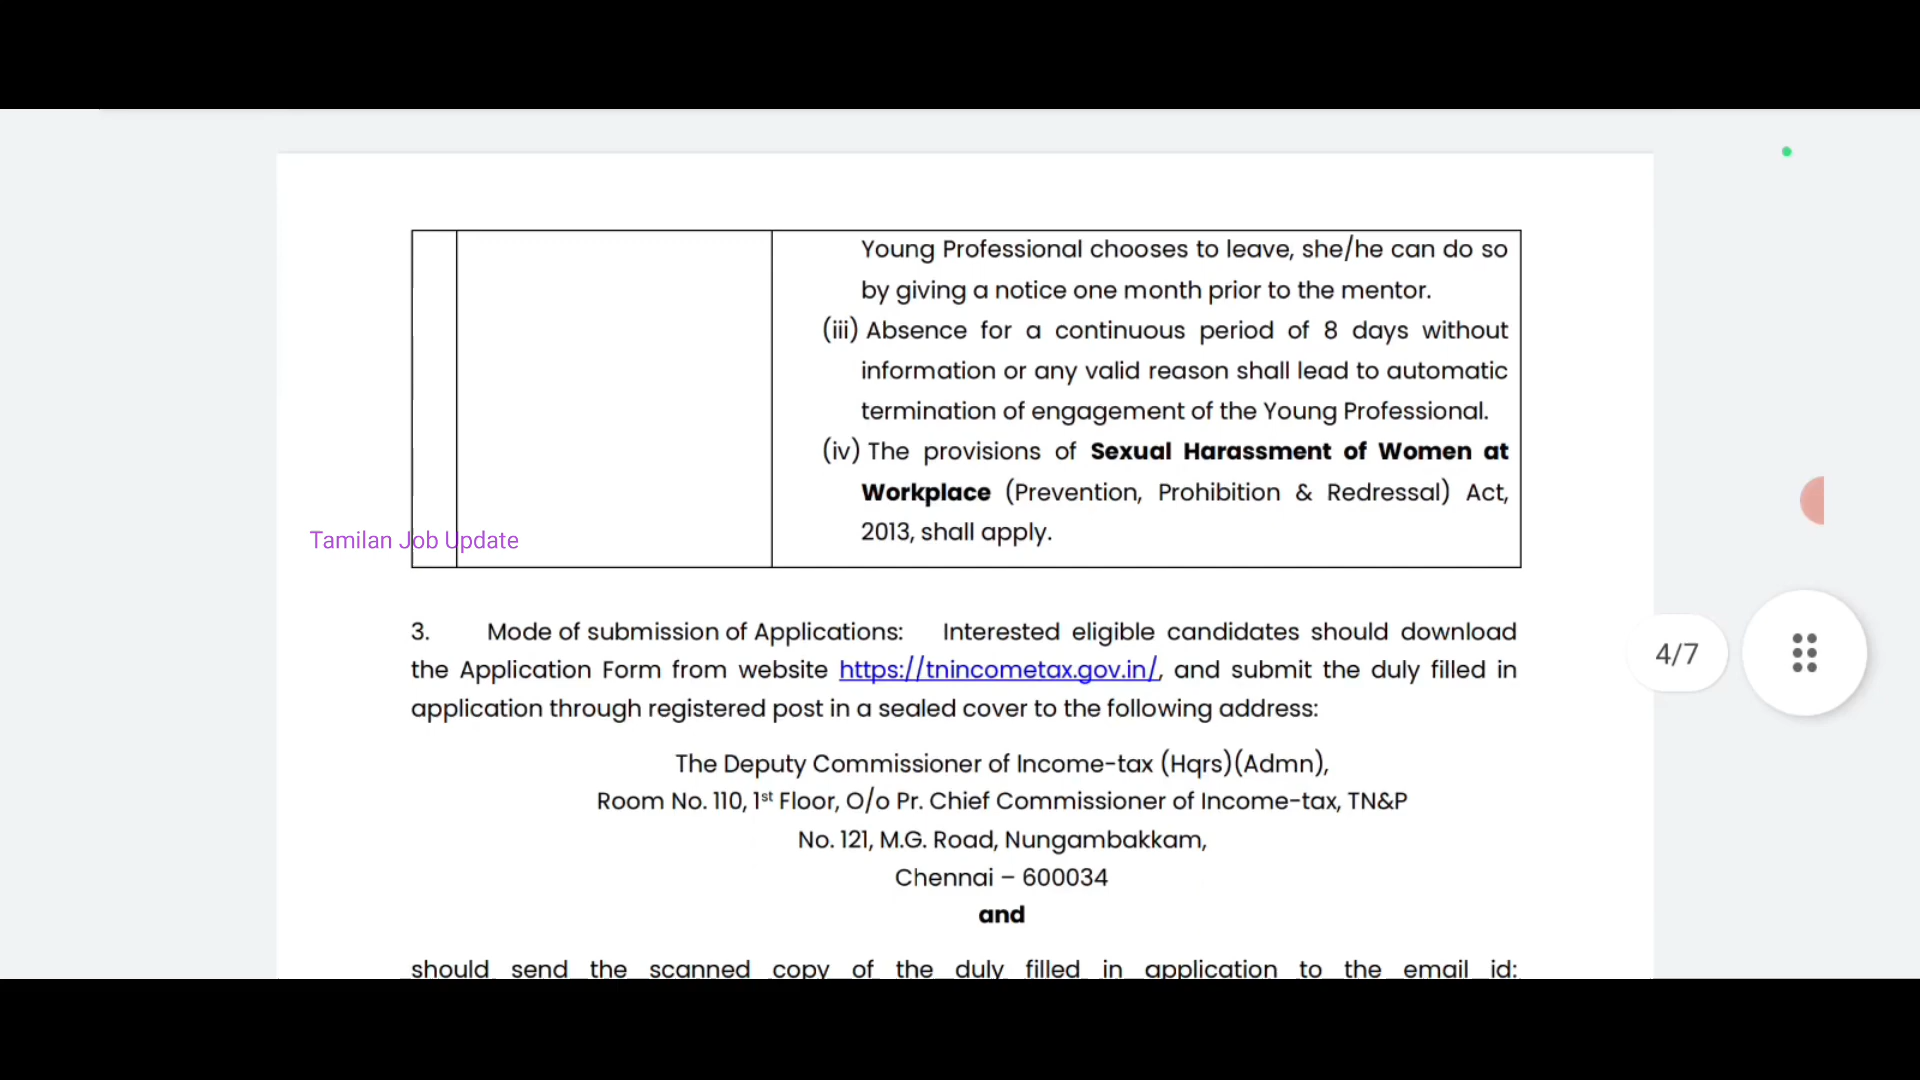 Young Professional chooses to leave, she/he can do so
by giving a notice one month prior to the mentor.
(iii) Absence for a continuous period of 8 days without
information or any valid reason shall lead to automatic
termination of engagement of the Young Professional.
(iv) The provisions of Sexual Harassment of Women at
Workplace (Prevention, Prohibition & Redressal) Act,
2013, shall apply.
Tamilan Job Update
3. Mode of submission of Applications: Interested eligible candidates should download
the Application Form from website https://tnincometax.gov.in/, and submit the duly filled in
application through registered post in a sealed cover to the following address:
4/7
The Deputy Commissioner of Income-tax (Hqrs)(Admn),
Room No. 110, 1st Floor, O/o Pr. Chief Commissioner of Income-tax, TN&P
No. 121, M.G. Road, Nungambakkam,
Chennai – 600034
and
should send the scanned copy of the duly filled in application to the email id: